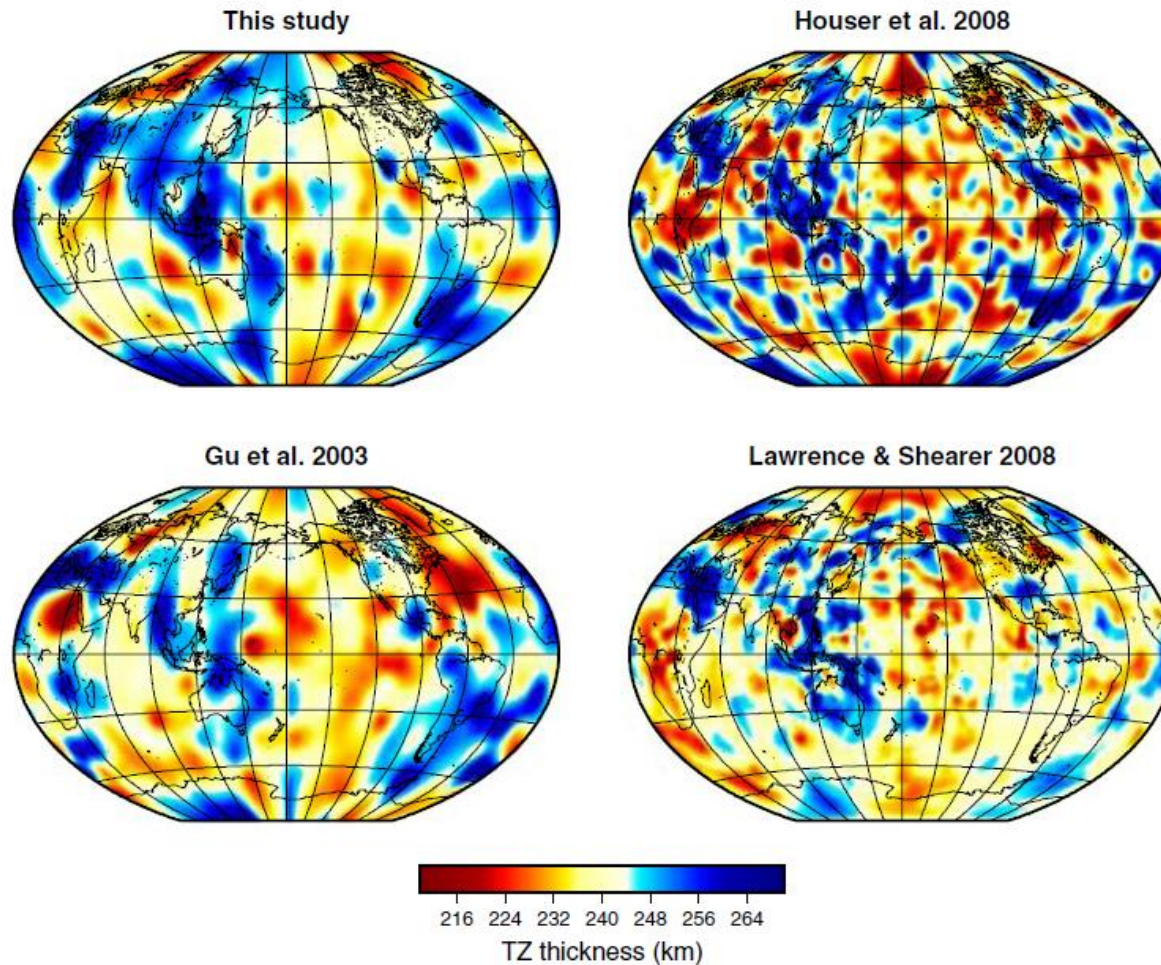 This study
Houser et al. 2008
Gu et al. 2003
Lawrence & Shearer 2008
216 224 232 240 248 256 264
TZ thickness (km)